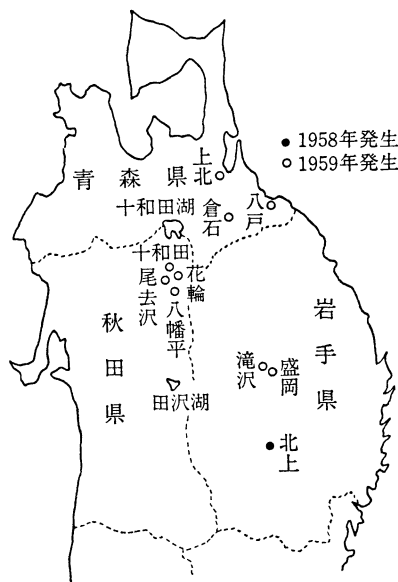 ● 1958年発生
○ 1959年発生
上北
青森県
十和田湖
倉石
八戸
十和田
花輪
尾去沢
八幡平
秋田県
岩手県
田沢湖
滝沢
盛岡
北上